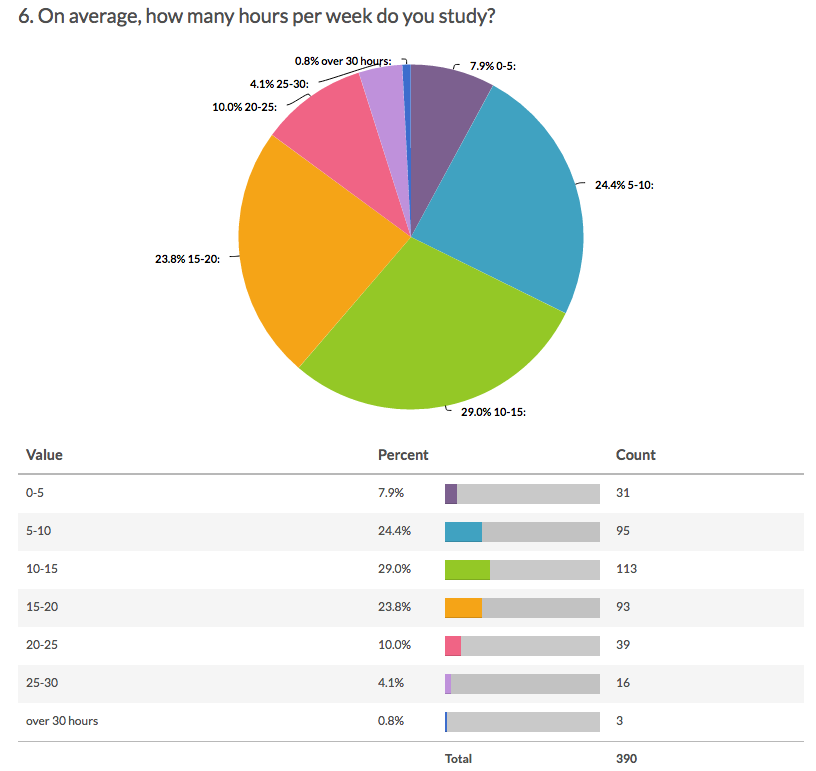 6. On average, how many hours per week do you study?
0.8% over 30 hours:
7.9% 0-5:
4.1% 25-30:
10.0% 20-25:
24.4% 5-10:
23.8% 15-20:
29.0% 10-15:
Value Percent Count
0-5 7.9% 31
5-10 24.4% 95
10-15 29.0% 113
15-20 23.8% 93
20-25 10.0% 39
25-30 4.1% 16
over 30 hours 0.8% 3
Total 390